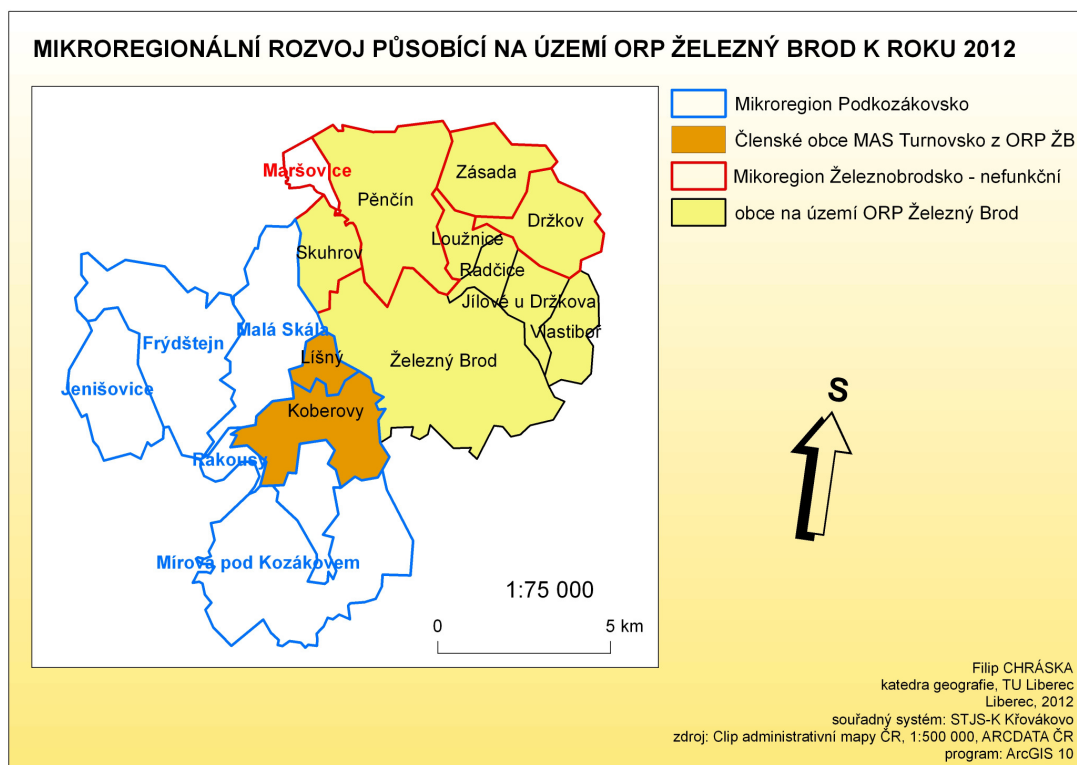 MIKROREGIONÁLNÍ ROZVOJ PŮSOBÍCÍ NA ÚZEMÍ ORP ŽELEZNÝ BROD K ROKU 2012
Mikroregion Podkozákovsko
Členské obce MAS Turnovsko z ORP ŽB
Mikoregion Železnobrodsko - nefunkční
obce na území ORP Železný Brod
Maršovice
Zásada
Pěnčín
Držkov
Loužnice
Skuhrov
Radčice
Jílové u Držkova
Malá Skála
Vlastiboř
Frýdštejn
Líšný
Železný Brod
Jenišovice
Koberovy
Rakousy
Mírová pod Kozákovem
S
1:75 000
0 5 km
Filip CHRÁSKA
katedra geografie, TU Liberec
Liberec, 2012
souřadný systém: STJS-K Křovákovo
zdroj: Clip administrativní mapy ČR, 1:500 000, ARCDATA ČR
program: ArcGIS 10